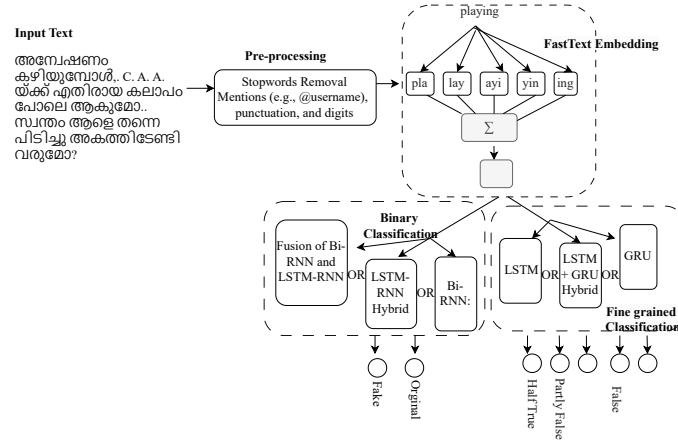 playing
Input Text
FastText Embedding
അന്വേഷണം
കഴിയുമ്പോൾ,. C. A. A.
യ്ക്ക് എതിരായ കലാപം
പോലെ ആകുമോ..
സ്വന്തം ആളെ തന്നെ
പിടിച്ചു അകത്തിടേണ്ടി
വരുമോ?
Pre-processing
Stopwords Removal
Mentions (e.g., @username),
punctuation, and digits
pla
lay
ayi
yin
ing
Σ
Binary
Classification
Fusion of Bi-
RNN and
LSTM-RNN
OR
LSTM-
RNN
Hybrid
OR
Bi-
RNN:
LSTM
OR
LSTM
+ GRU
Hybrid
OR
GRU
Fine grained
Classification
Fake
Orginal
Half True
Partly False
False